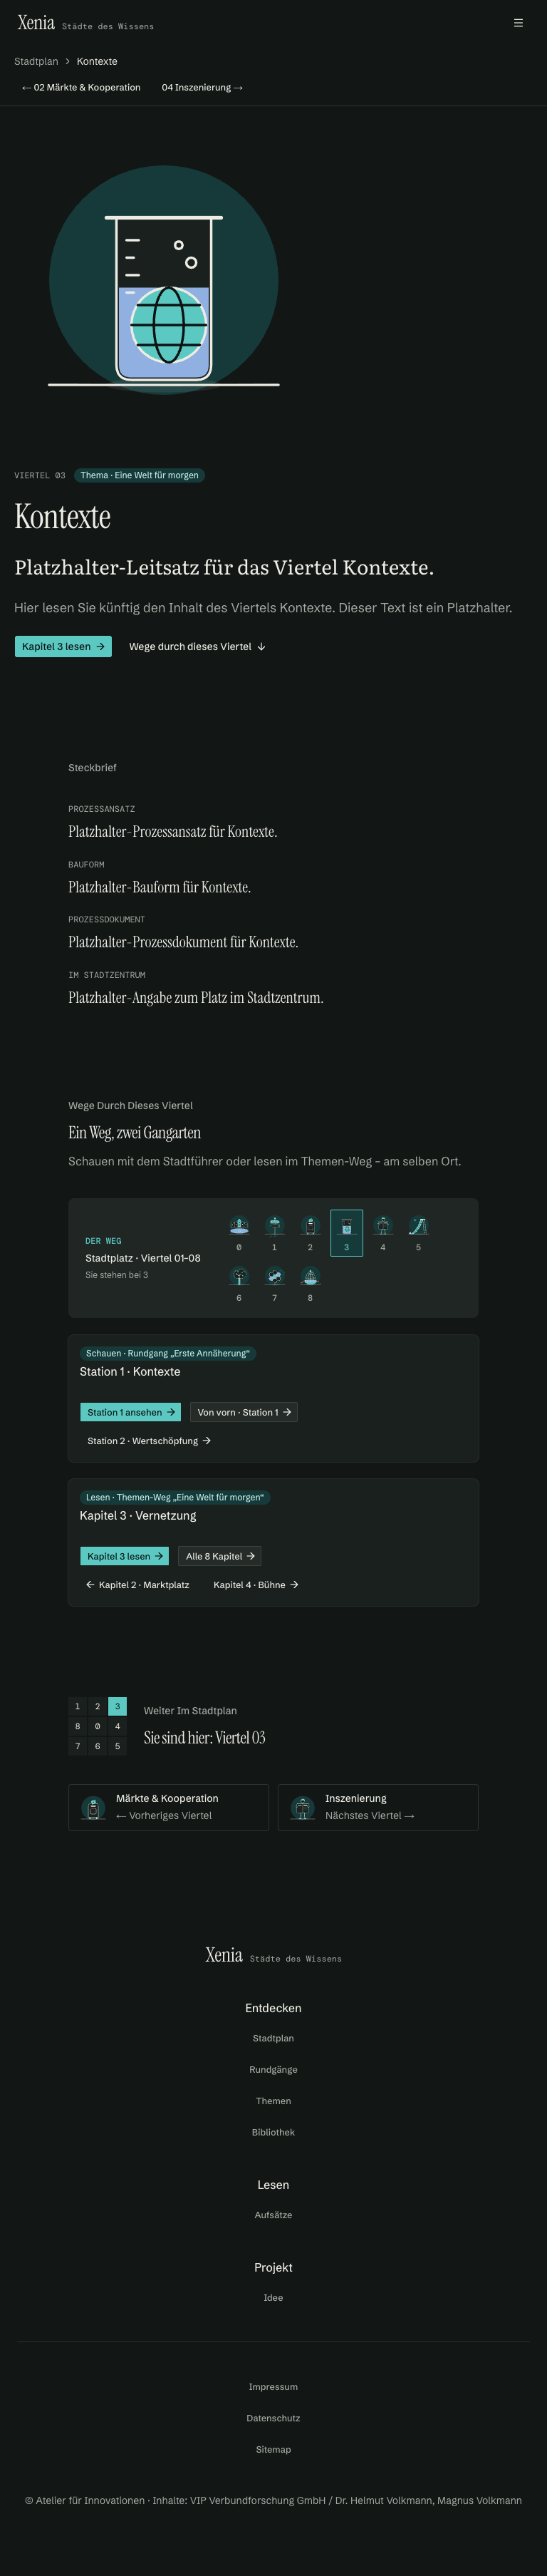 Xenia Städte des Wissens
☰
Stadtplan > Kontexte
← 02 Märkte & Kooperation 04 Inszenierung →
VIERTEL 03 Thema · Eine Welt für morgen
Kontexte
Platzhalter-Leitsatz für das Viertel Kontexte.
Hier lesen Sie künftig den Inhalt des Viertels Kontexte. Dieser Text ist ein Platzhalter.
Kapitel 3 lesen → Wege durch dieses Viertel ↓
Steckbrief
PROZESSANSATZ
Platzhalter-Prozessansatz für Kontexte.
BAUFORM
Platzhalter-Bauform für Kontexte.
PROZESSDOKUMENT
Platzhalter-Prozessdokument für Kontexte.
IM STADTZENTRUM
Platzhalter-Angabe zum Platz im Stadtzentrum.
Wege Durch Dieses Viertel
Ein Weg, zwei Gangarten
Schauen mit dem Stadtführer oder lesen im Themen-Weg – am selben Ort.
DER WEG
Stadtplatz · Viertel 01–08
Sie stehen bei 3
0 1 2 3 4 5
6 7 8
Schauen · Rundgang „Erste Annäherung“
Station 1 · Kontexte
Station 1 ansehen → Von vorn · Station 1 →
Station 2 · Wertschöpfung →
Lesen · Themen-Weg „Eine Welt für morgen“
Kapitel 3 · Vernetzung
Kapitel 3 lesen → Alle 8 Kapitel →
← Kapitel 2 · Marktplatz Kapitel 4 · Bühne →
1 2 3
8 0 4
7 6 5
Weiter Im Stadtplan
Sie sind hier: Viertel 03
Märkte & Kooperation
← Vorheriges Viertel
Inszenierung
Nächstes Viertel →
Xenia Städte des Wissens
Entdecken
Stadtplan
Rundgänge
Themen
Bibliothek
Lesen
Aufsätze
Projekt
Idee
Impressum
Datenschutz
Sitemap
© Atelier für Innovationen · Inhalte: VIP Verbundforschung GmbH / Dr. Helmut Volkmann, Magnus Volkmann